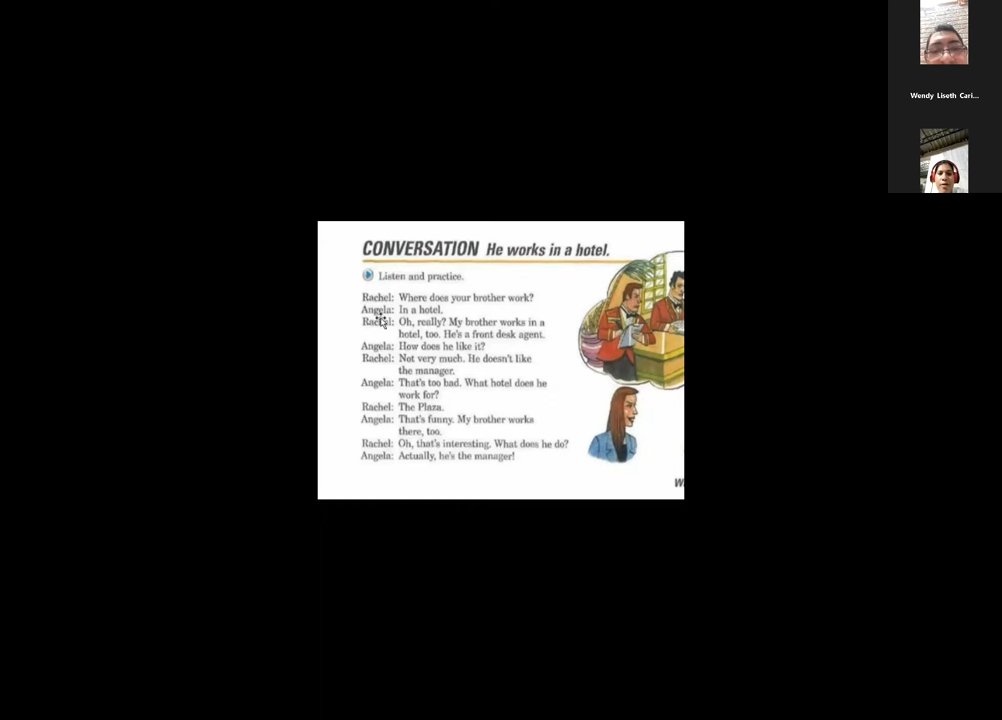 Wendy Liseth Cari...
CONVERSATION He works in a hotel.
Listen and practice.
Rachel: Where does your brother work?
Angela: In a hotel.
Rachel: Oh, really? My brother works in a
hotel, too. He's a front desk agent.
Angela: How does he like it?
Rachel: Not very much. He doesn't like
the manager.
Angela: That's too bad. What hotel does he
work for?
Rachel: The Plaza.
Angela: That's funny. My brother works
there, too.
Rachel: Oh, that's interesting. What does he do?
Angela: Actually, he's the manager!
W